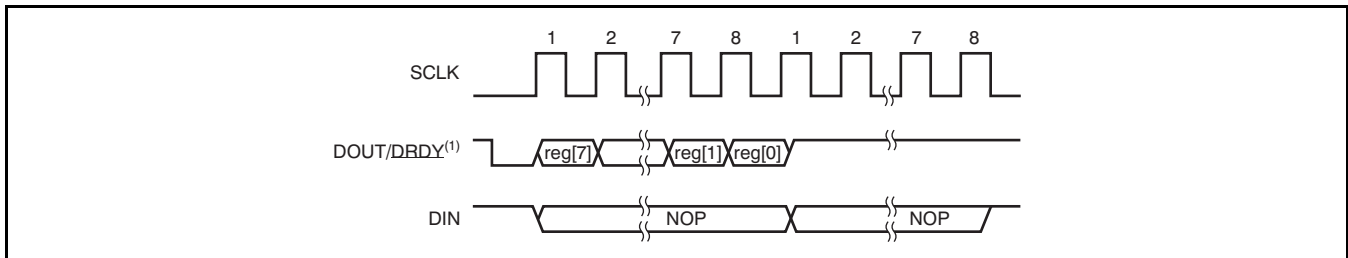 1 2 7 8 1 2 7 8
SCLK
DOUT/DRDY(1) reg[7] reg[1] reg[0]
DIN NOP NOP